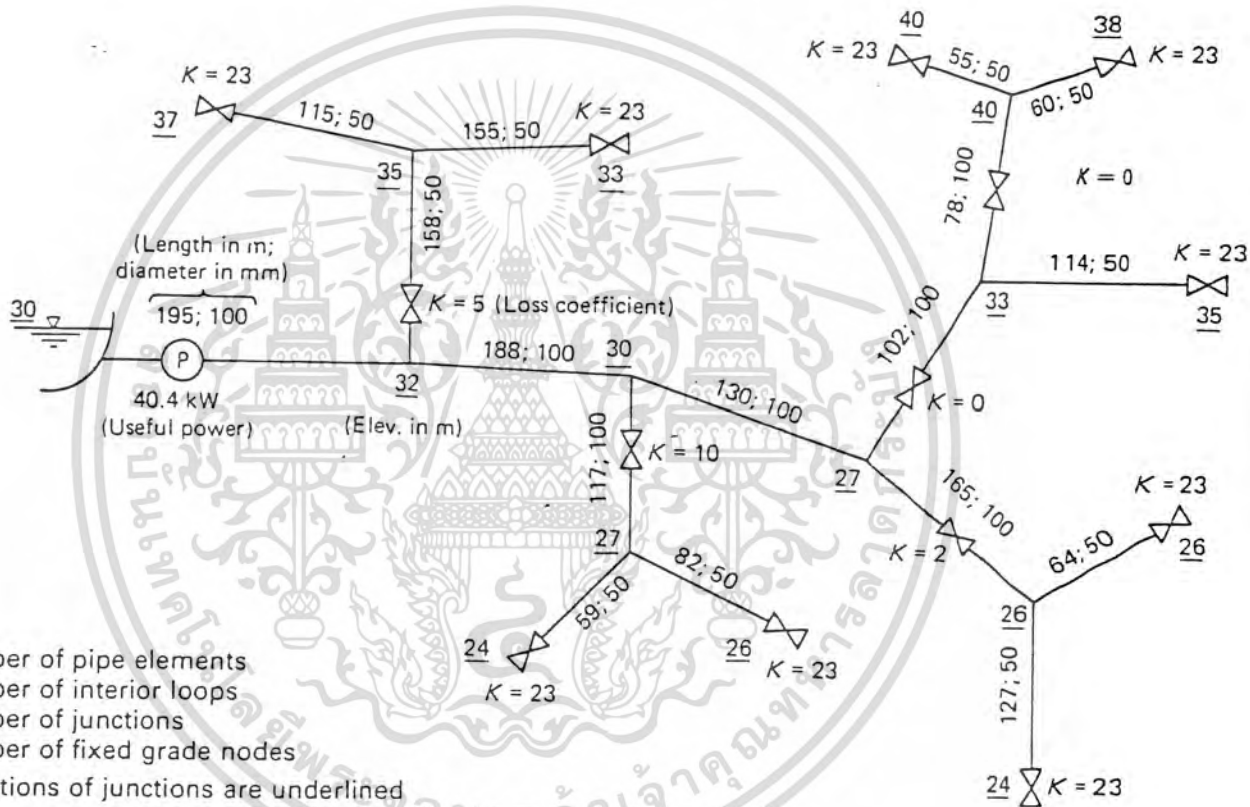 40
38
K = 23
55; 50
60; 50
K = 23
K = 23
37
115; 50
155; 50
K = 23
40
35
33
78; 100
K = 0
158; 50
(Length in m;
diameter in mm)
195; 100
30
P
40.4 kW
(Useful power)
K = 5 (Loss coefficient)
188; 100
32
(Elev. in m)
30
114; 50
K = 23
33
35
102; 100
K = 0
130; 100
27
117; 100
K = 10
165; 100
K = 2
K = 23
64; 50
26
27
82; 50
59; 50
24
K = 23
26
K = 23
26
127; 50
24
K = 23
ber of pipe elements
ber of interior loops
ber of junctions
ber of fixed grade nodes
tions of junctions are underlined